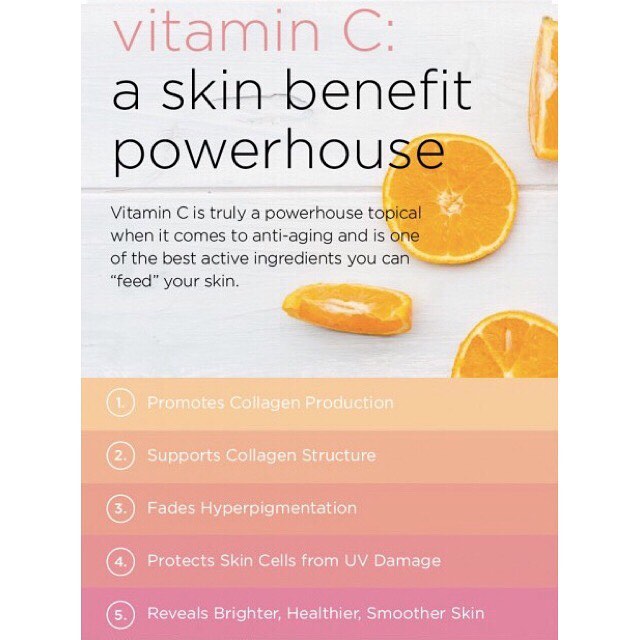 vitamin C:
a skin benefit
powerhouse
Vitamin C is truly a powerhouse topical
when it comes to anti-aging and is one
of the best active ingredients you can
“feed” your skin.
1. Promotes Collagen Production
2. Supports Collagen Structure
3. Fades Hyperpigmentation
4. Protects Skin Cells from UV Damage
5. Reveals Brighter, Healthier, Smoother Skin